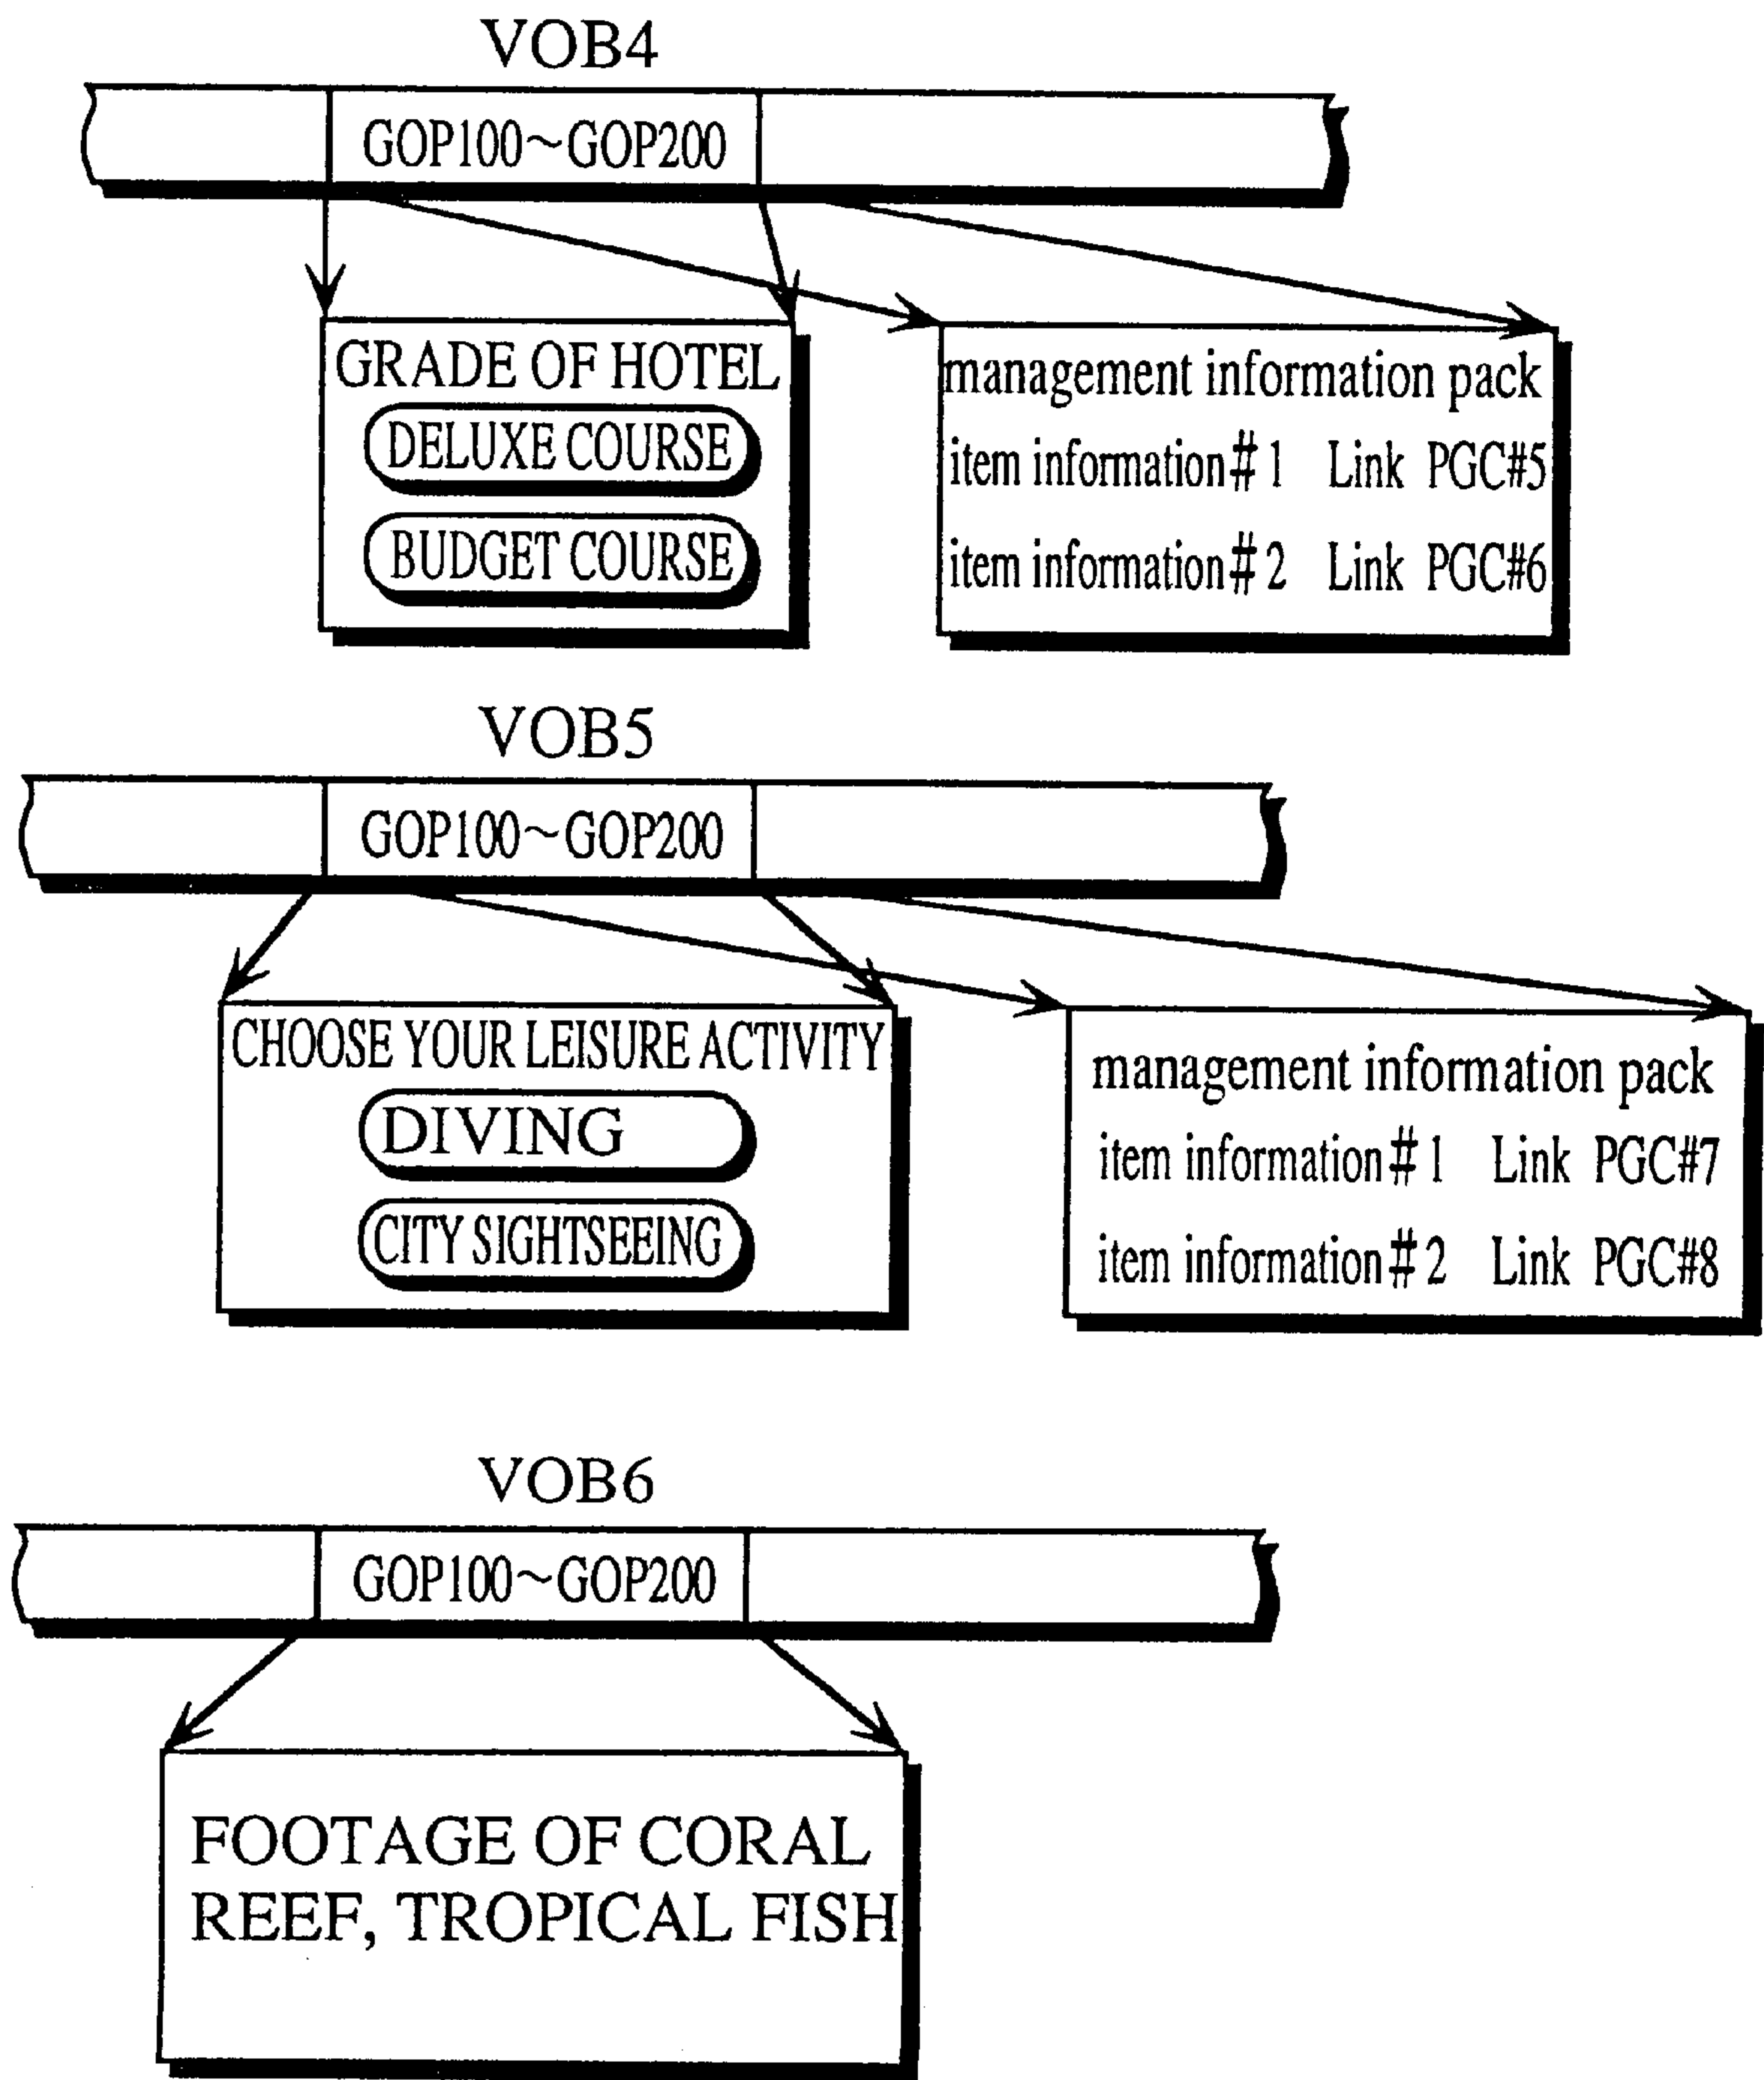 VOB4
GOP100~GOP200
GRADE OF HOTEL
DELUXE COURSE
BUDGET COURSE
management information pack
item information#1 Link PGC#5
item information#2 Link PGC#6
VOB5
GOP100~GOP200
CHOOSE YOUR LEISURE ACTIVITY
DIVING
CITY SIGHTSEEING
management information pack
item information#1 Link PGC#7
item information#2 Link PGC#8
VOB6
GOP100~GOP200
FOOTAGE OF CORAL
REEF, TROPICAL FISH